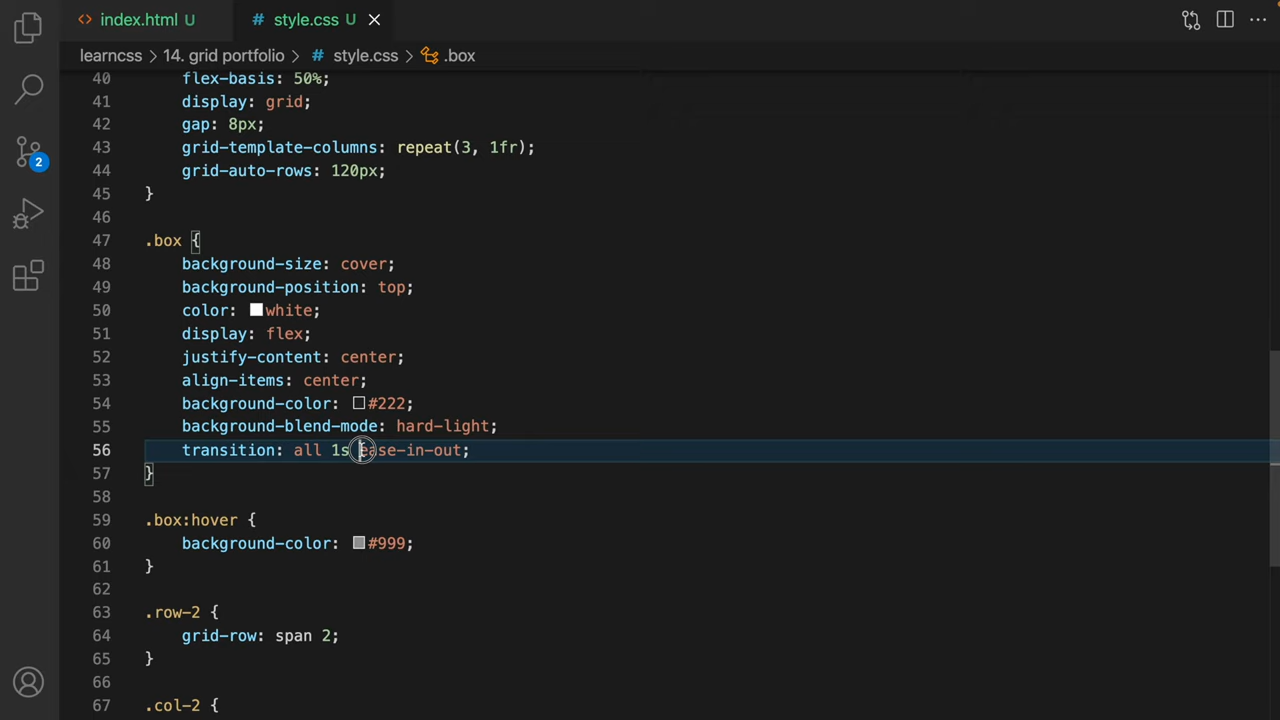 index.html U
style.css U
learncss > 14. grid portfolio > # style.css > .box
40 flex-basis: 50%;
41 display: grid;
42 gap: 8px;
43 grid-template-columns: repeat(3, 1fr);
44 grid-auto-rows: 120px;
45 }
46
47 .box {
48 background-size: cover;
49 background-position: top;
50 color: white;
51 display: flex;
52 justify-content: center;
53 align-items: center;
54 background-color: #222;
55 background-blend-mode: hard-light;
2
56 transition: all 1s ease-in-out;
57 }
58
59 .box:hover {
60 background-color: #999;
61 }
62
63 .row-2 {
64 grid-row: span 2;
65 }
66
67 .col-2 {